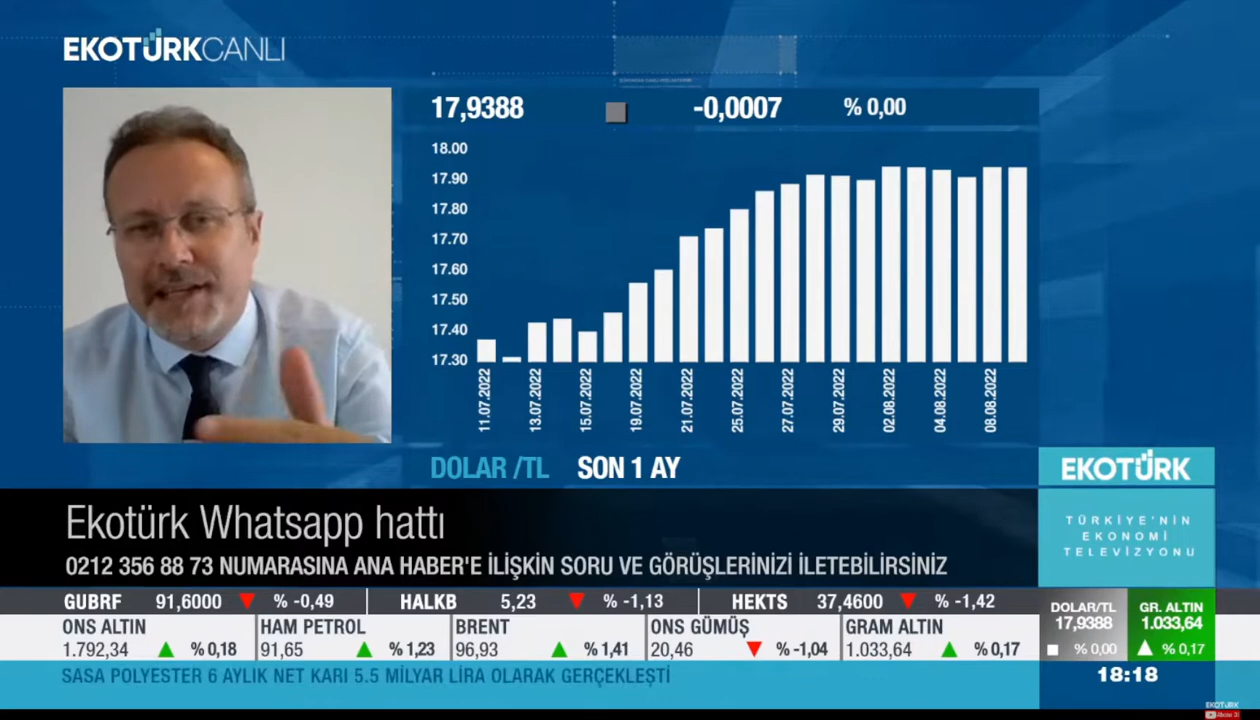 EKOTÜRK CANLI
17,9388 -0,0007 % 0,00
18.00
17.90
17.80
17.70
17.60
17.50
17.40
17.30
11.07.2022 13.07.2022 15.07.2022 19.07.2022 21.07.2022 25.07.2022 27.07.2022 29.07.2022 02.08.2022 04.08.2022 08.08.2022
DOLAR /TL SON 1 AY
EKOTÜRK
TÜRKİYE'NİN
EKONOMİ
TELEVİZYONU
Ekotürk Whatsapp hattı
0212 356 88 73 NUMARASINA ANA HABER'E İLİŞKİN SORU VE GÖRÜŞLERİNİZİ İLETEBİLİRSİNİZ
GUBRF 91,6000 % -0,49 HALKB 5,23 % -1,13 HEKTS 37,4600 % -1,42
ONS ALTIN HAM PETROL BRENT ONS GÜMÜŞ GRAM ALTIN
1.792,34 % 0,18 91,65 % 1,23 96,93 % 1,41 20,46 % -1,04 1.033,64 % 0,17
DOLAR/TL GR. ALTIN
17,9388 1.033,64
% 0,00 % 0,17
SASA POLYESTER 6 AYLIK NET KARI 5.5 MİLYAR LİRA OLARAK GERÇEKLEŞTİ
18:18
EKOTÜRK
Abone Ol